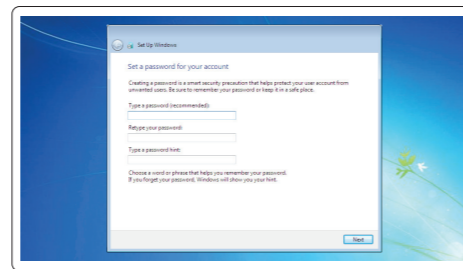 Set Up Windows
Set a password for your account
Creating a password is a smart security precaution that helps protect your user account from
unwanted users. Be sure to remember your password or keep it in a safe place.
Type a password (recommended):
Retype your password:
Type a password hint:
Choose a word or phrase that helps you remember your password.
If you forget your password, Windows will show you your hint.
Next